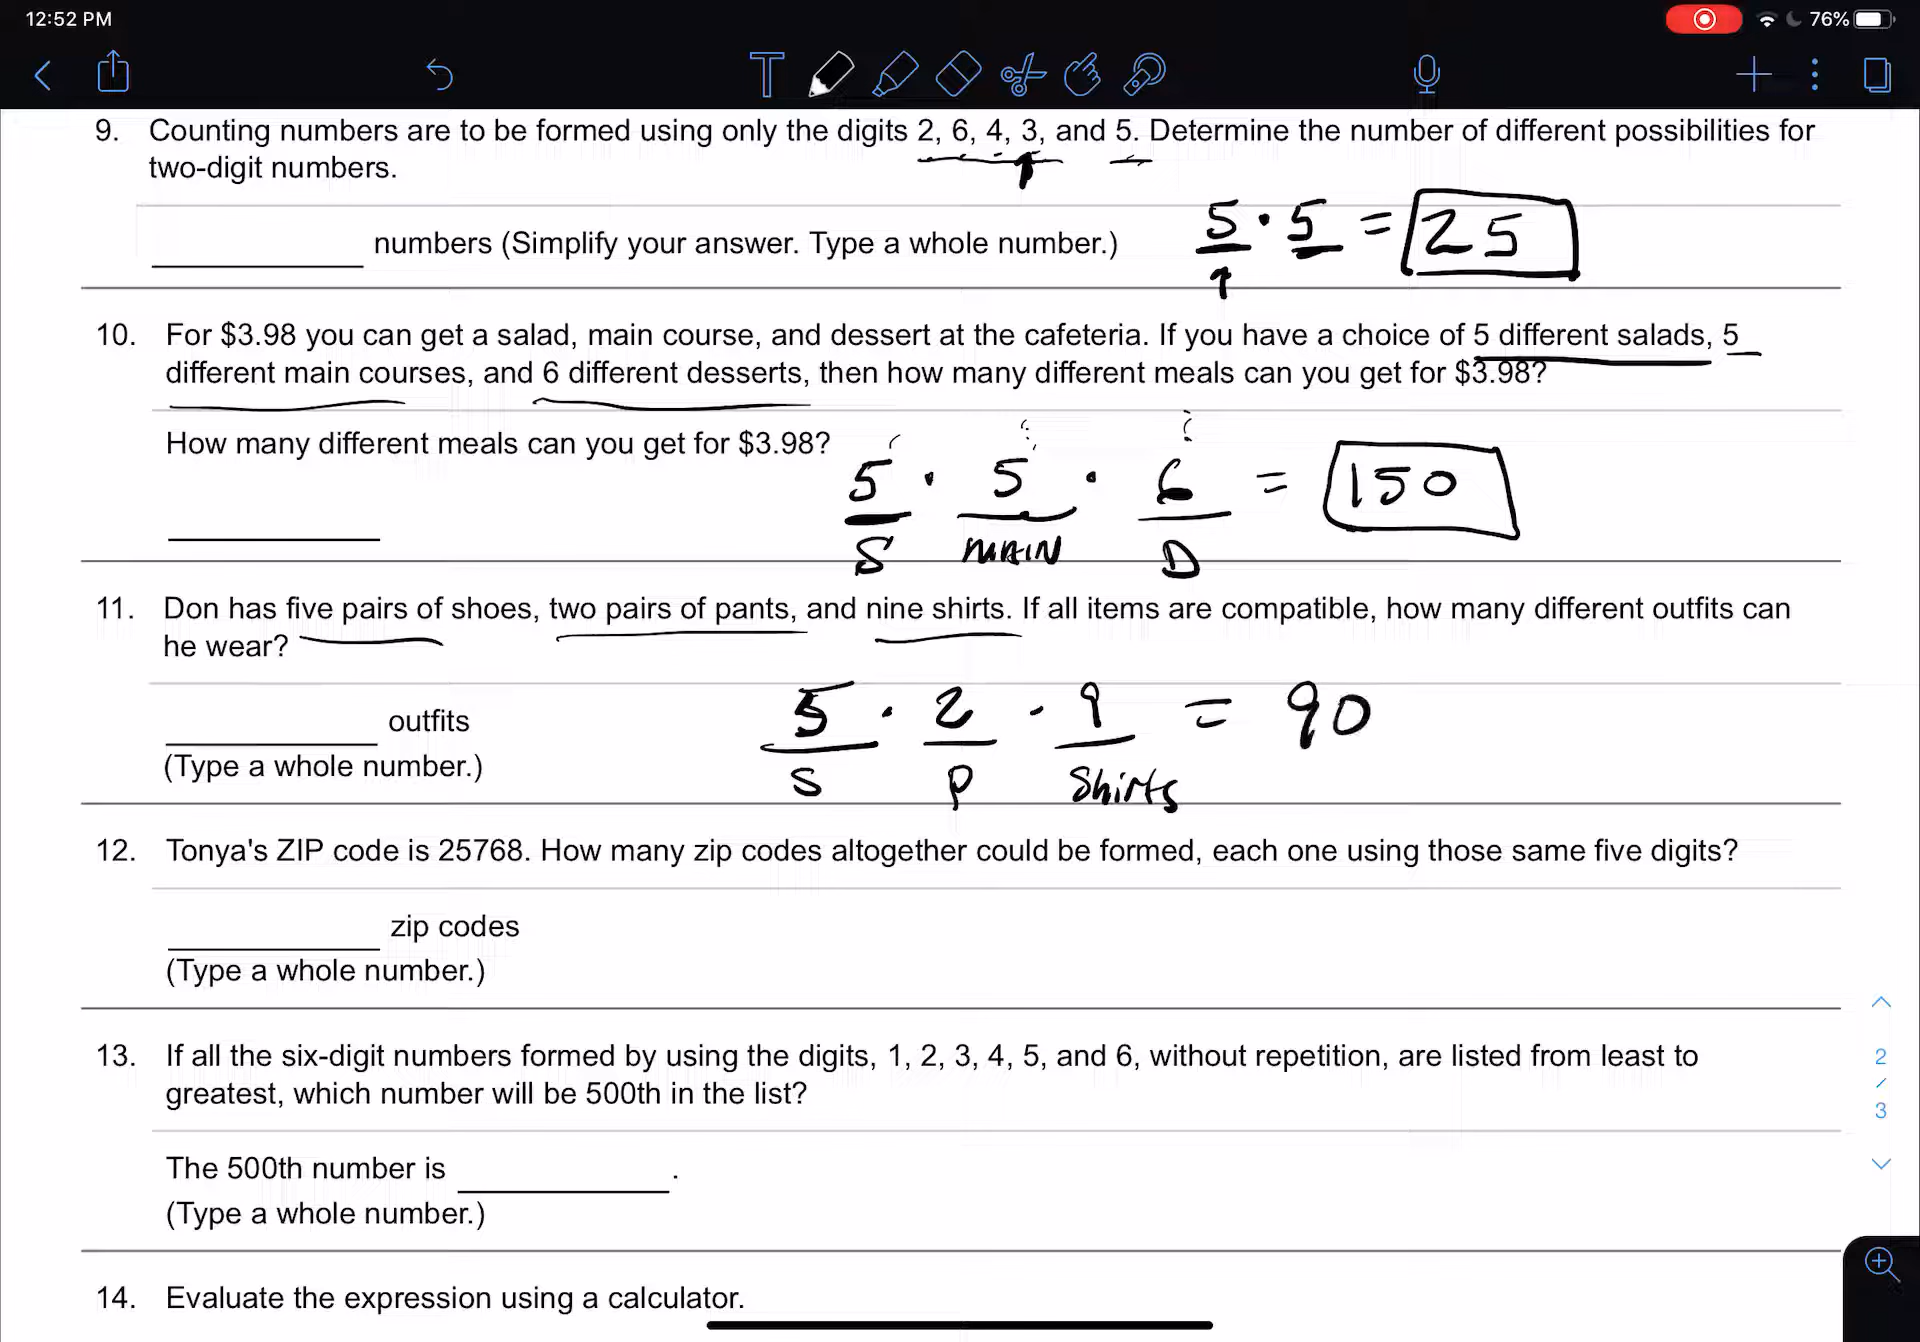 12:52 PM
76%
T
9. Counting numbers are to be formed using only the digits 2, 6, 4, 3, and 5. Determine the number of different possibilities for
two-digit numbers.
5 · 5 = 25
numbers (Simplify your answer. Type a whole number.)
10. For $3.98 you can get a salad, main course, and dessert at the cafeteria. If you have a choice of 5 different salads, 5
different main courses, and 6 different desserts, then how many different meals can you get for $3.98?
How many different meals can you get for $3.98?
5 · 5 · 6 = 150
S MAIN D
11. Don has five pairs of shoes, two pairs of pants, and nine shirts. If all items are compatible, how many different outfits can
he wear?
5 · 2 · 9 = 90
outfits
(Type a whole number.)
S P Shirts
12. Tonya's ZIP code is 25768. How many zip codes altogether could be formed, each one using those same five digits?
zip codes
(Type a whole number.)
13. If all the six-digit numbers formed by using the digits, 1, 2, 3, 4, 5, and 6, without repetition, are listed from least to
greatest, which number will be 500th in the list?
2
/
3
The 500th number is .
(Type a whole number.)
14. Evaluate the expression using a calculator.